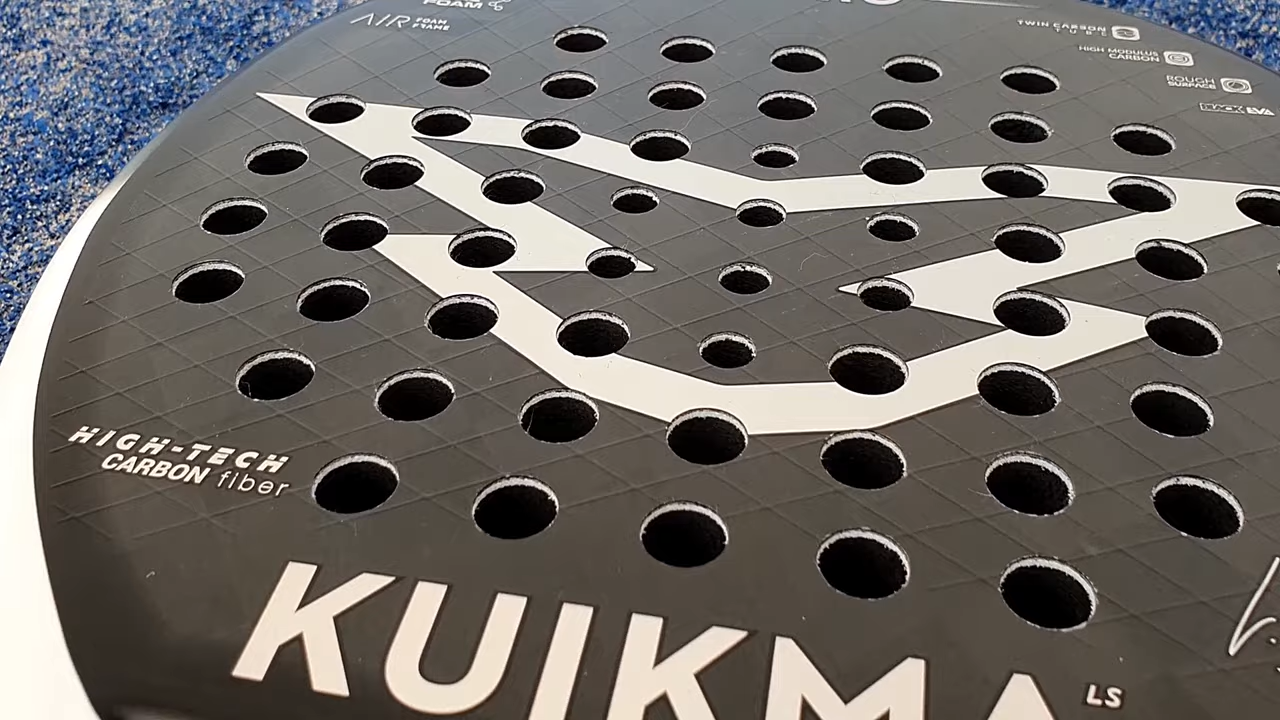 FOAM
AIR FOAM FRAME
TWIN CARBON
TUBE
HIGH MODULUS
CARBON
ROUGH
SURFACE
BLACK EVA
HIGH-TECH
CARBON fiber
KUIKMA LS